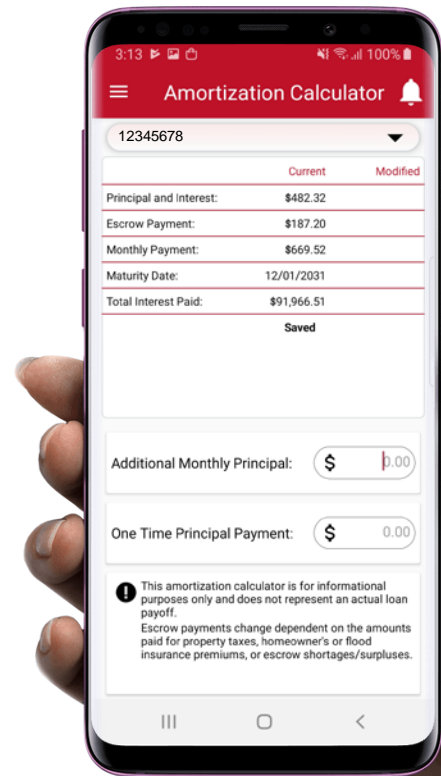 3:13 100%
Amortization Calculator
12345678
Current Modified
Principal and Interest: $482.32
Escrow Payment: $187.20
Monthly Payment: $669.52
Maturity Date: 12/01/2031
Total Interest Paid: $91,966.51
Saved
Additional Monthly Principal: $ 0.00
One Time Principal Payment: $ 0.00
This amortization calculator is for informational
purposes only and does not represent an actual loan
payoff.
Escrow payments change dependent on the amounts
paid for property taxes, homeowner's or flood
insurance premiums, or escrow shortages/surpluses.